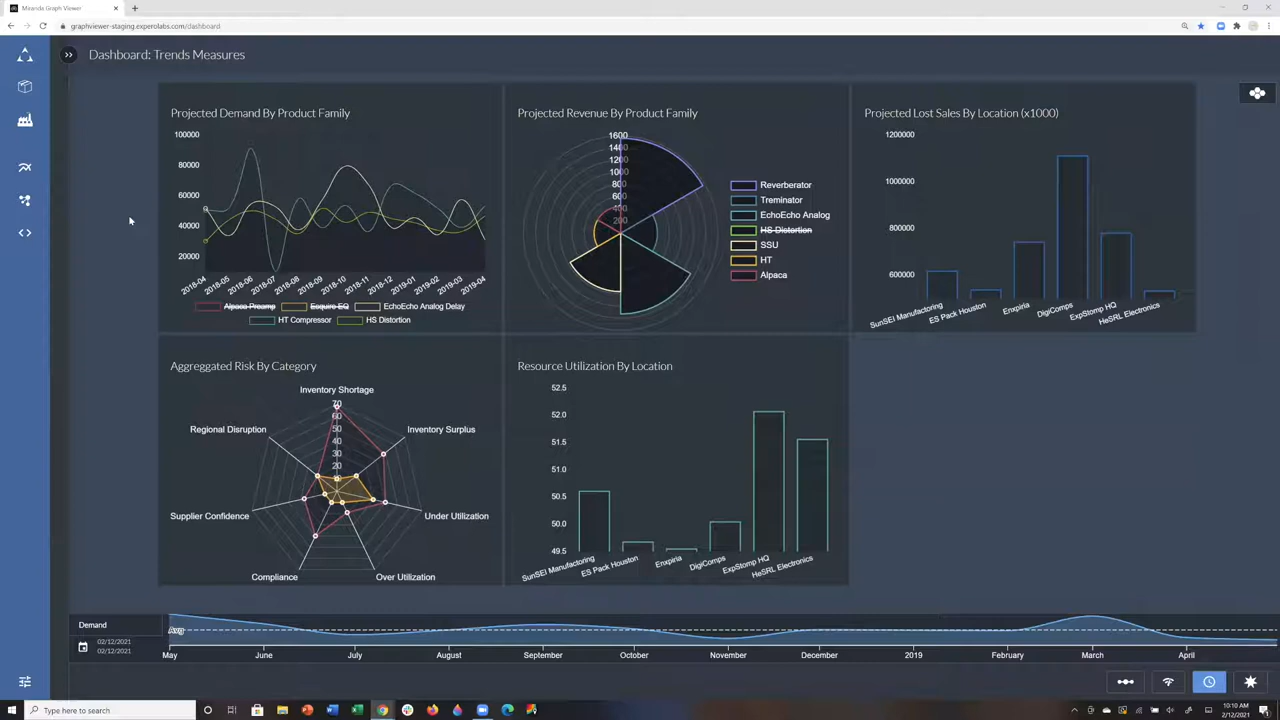 Miranda Graph Viewer
graphviewer-staging.experolabs.com/dashboard
Dashboard: Trends Measures
Projected Demand By Product Family
100000
80000
60000
40000
20000
2018-04 2018-05 2018-06 2018-07 2018-08 2018-09 2018-10 2018-11 2018-12 2019-01 2019-02 2019-03 2019-04
Alpaca Preamp Esquire EQ EchoEcho Analog Delay
HT Compressor HS Distortion
Projected Revenue By Product Family
1600
1400
1200
1000
800
600
400
200
Reverberator
Treminator
EchoEcho Analog
HS Distortion
SSU
HT
Alpaca
Projected Lost Sales By Location (x1000)
1200000
1000000
800000
600000
SunSEI Manufacturing ES Pack Houston Enxpiria DigiComps ExpStomp HQ HeSRL Electronics
Aggreggated Risk By Category
Inventory Shortage
70
60
50
40
30
20
Regional Disruption
Inventory Surplus
Supplier Confidence
Under Utilization
Compliance
Over Utilization
Resource Utilization By Location
52.5
52.0
51.5
51.0
50.5
50.0
49.5
SunSEI Manufacturing ES Pack Houston Enxpiria DigiComps ExpStomp HQ HeSRL Electronics
Demand
Avg
02/12/2021
02/12/2021
May June July August September October November December 2019 February March April
Type here to search
10:10 AM
2/12/2021